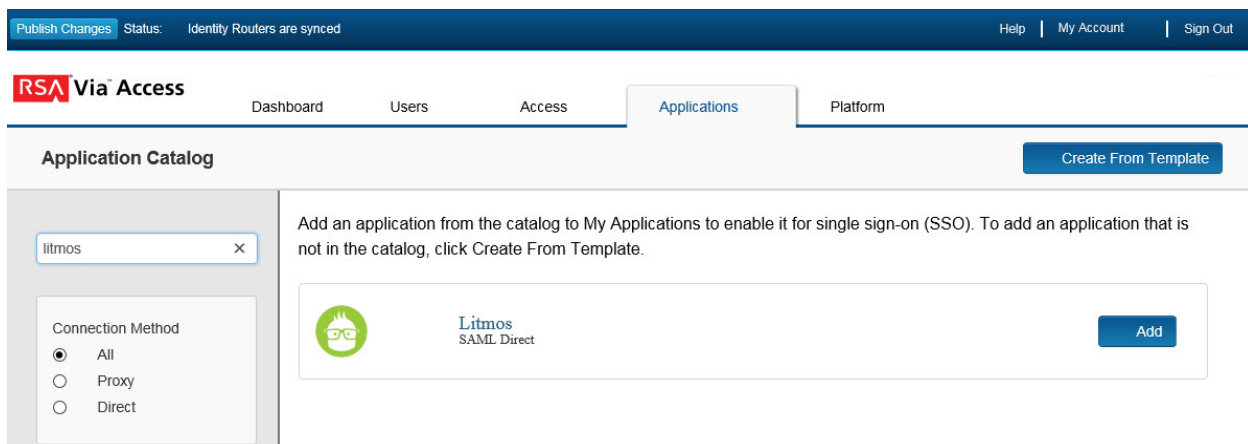 Publish Changes Status: Identity Routers are synced Help My Account Sign Out
RSA Via Access
Dashboard Users Access Applications Platform
Application Catalog Create From Template
litmos ×
Add an application from the catalog to My Applications to enable it for single sign-on (SSO). To add an application that is
not in the catalog, click Create From Template.
Connection Method
All
Proxy
Direct
Litmos
SAML Direct
Add